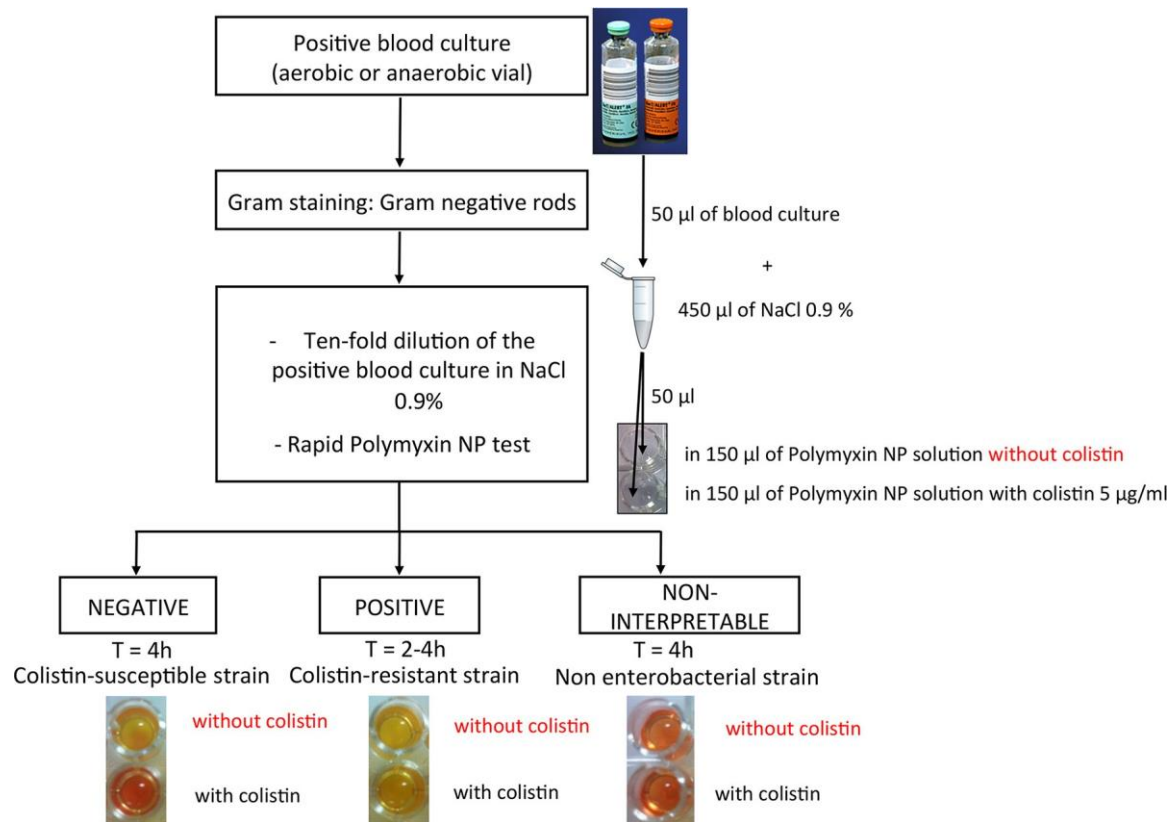 Positive blood culture
(aerobic or anaerobic vial)
Gram staining: Gram negative rods
50 µl of blood culture
+
450 µl of NaCl 0.9 %
- Ten-fold dilution of the
positive blood culture in NaCl
0.9%
- Rapid Polymyxin NP test
50 µl
in 150 µl of Polymyxin NP solution without colistin
in 150 µl of Polymyxin NP solution with colistin 5 µg/ml
NEGATIVE
T = 4h
Colistin-susceptible strain
without colistin
with colistin
POSITIVE
T = 2-4h
Colistin-resistant strain
without colistin
with colistin
NON-
INTERPRETABLE
T = 4h
Non enterobacterial strain
without colistin
with colistin